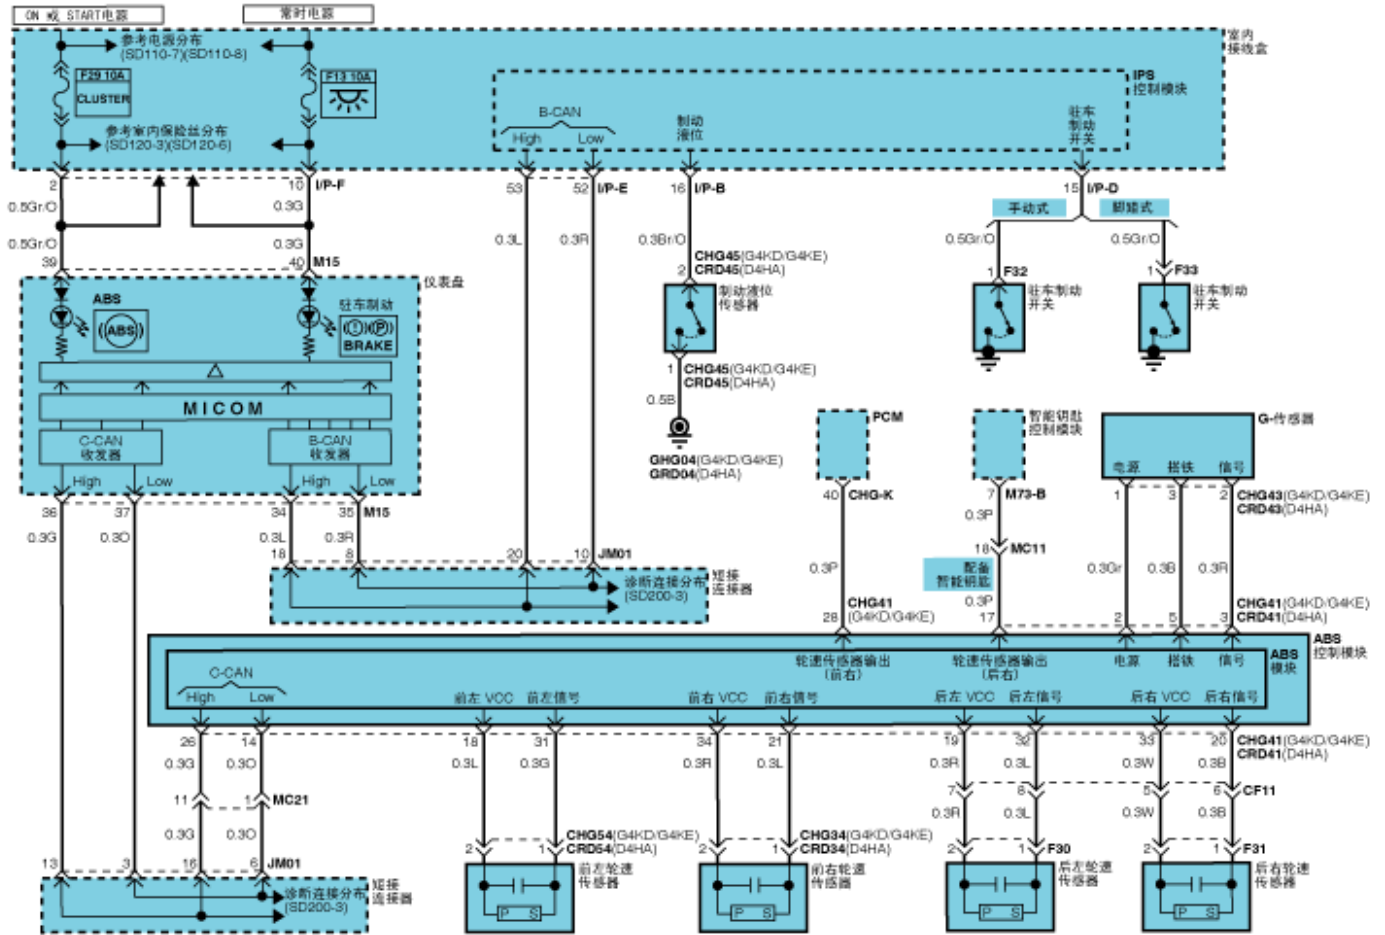 ON 或 START电源
常时电源
参考电源分布
(SD110-7)(SD110-8)
F29 10A
CLUSTER
F13 10A
参考室内保险丝分布
(SD120-3)(SD120-6)
室内
接线盒
IPS
控制模块
B-CAN
High
Low
制动
液位
驻车
制动
开关
2
10
I/P-F
53
52
I/P-E
16
I/P-B
15
I/P-D
0.5Gr/O
0.3G
0.5Gr/O
0.3G
39
40
M15
0.3L
0.3R
0.3Br/O
CHG45(G4KD/G4KE)
2
CRD45(D4HA)
手动式
脚踏式
0.5Gr/O
0.5Gr/O
1
F32
1
F33
制动液位
传感器
驻车制动
开关
驻车制动
开关
仪表盘
ABS
(ABS)
驻车制动
(!)(P)
BRAKE
MICOM
C-CAN
收发器
B-CAN
收发器
High
Low
High
Low
1
CHG45(G4KD/G4KE)
CRD45(D4HA)
0.5B
GHG04(G4KD/G4KE)
GRD04(D4HA)
36
37
34
35
M15
0.3G
0.3O
0.3L
0.3R
18
8
20
10
JM01
诊断连接分布
(SD200-3)
短接
连接器
PCM
40
CHG-K
0.3P
28
CHG41
(G4KD/G4KE)
智能钥匙
控制模块
7
M73-B
0.3P
18
MC11
配备
智能钥匙
0.3P
17
G-传感器
电源
搭铁
信号
1
3
2
CHG43(G4KD/G4KE)
CRD43(D4HA)
0.3Gr
0.3B
0.3R
2
5
3
CHG41(G4KD/G4KE)
CRD41(D4HA)
ABS
控制模块
ABS
模块
轮速传感器输出
(前右)
轮速传感器输出
(后右)
电源
搭铁
信号
C-CAN
High
Low
前左 VCC
前左信号
前右 VCC
前右信号
后左 VCC
后左信号
后右 VCC
后右信号
26
14
18
31
34
21
19
32
33
20
CHG41(G4KD/G4KE)
CRD41(D4HA)
0.3G
0.3O
0.3L
0.3G
0.3R
0.3L
0.3R
0.3L
0.3W
0.3B
11
1
MC21
7
8
5
6
CF11
0.3G
0.3O
0.3R
0.3L
0.3W
0.3B
13
3
16
6
JM01
诊断连接分布
(SD200-3)
短接
连接器
2
1
CHG54(G4KD/G4KE)
CRD54(D4HA)
前左轮速
传感器
P S
2
1
CHG34(G4KD/G4KE)
CRD34(D4HA)
前右轮速
传感器
P S
2
1
F30
后左轮速
传感器
P S
2
1
F31
后右轮速
传感器
P S